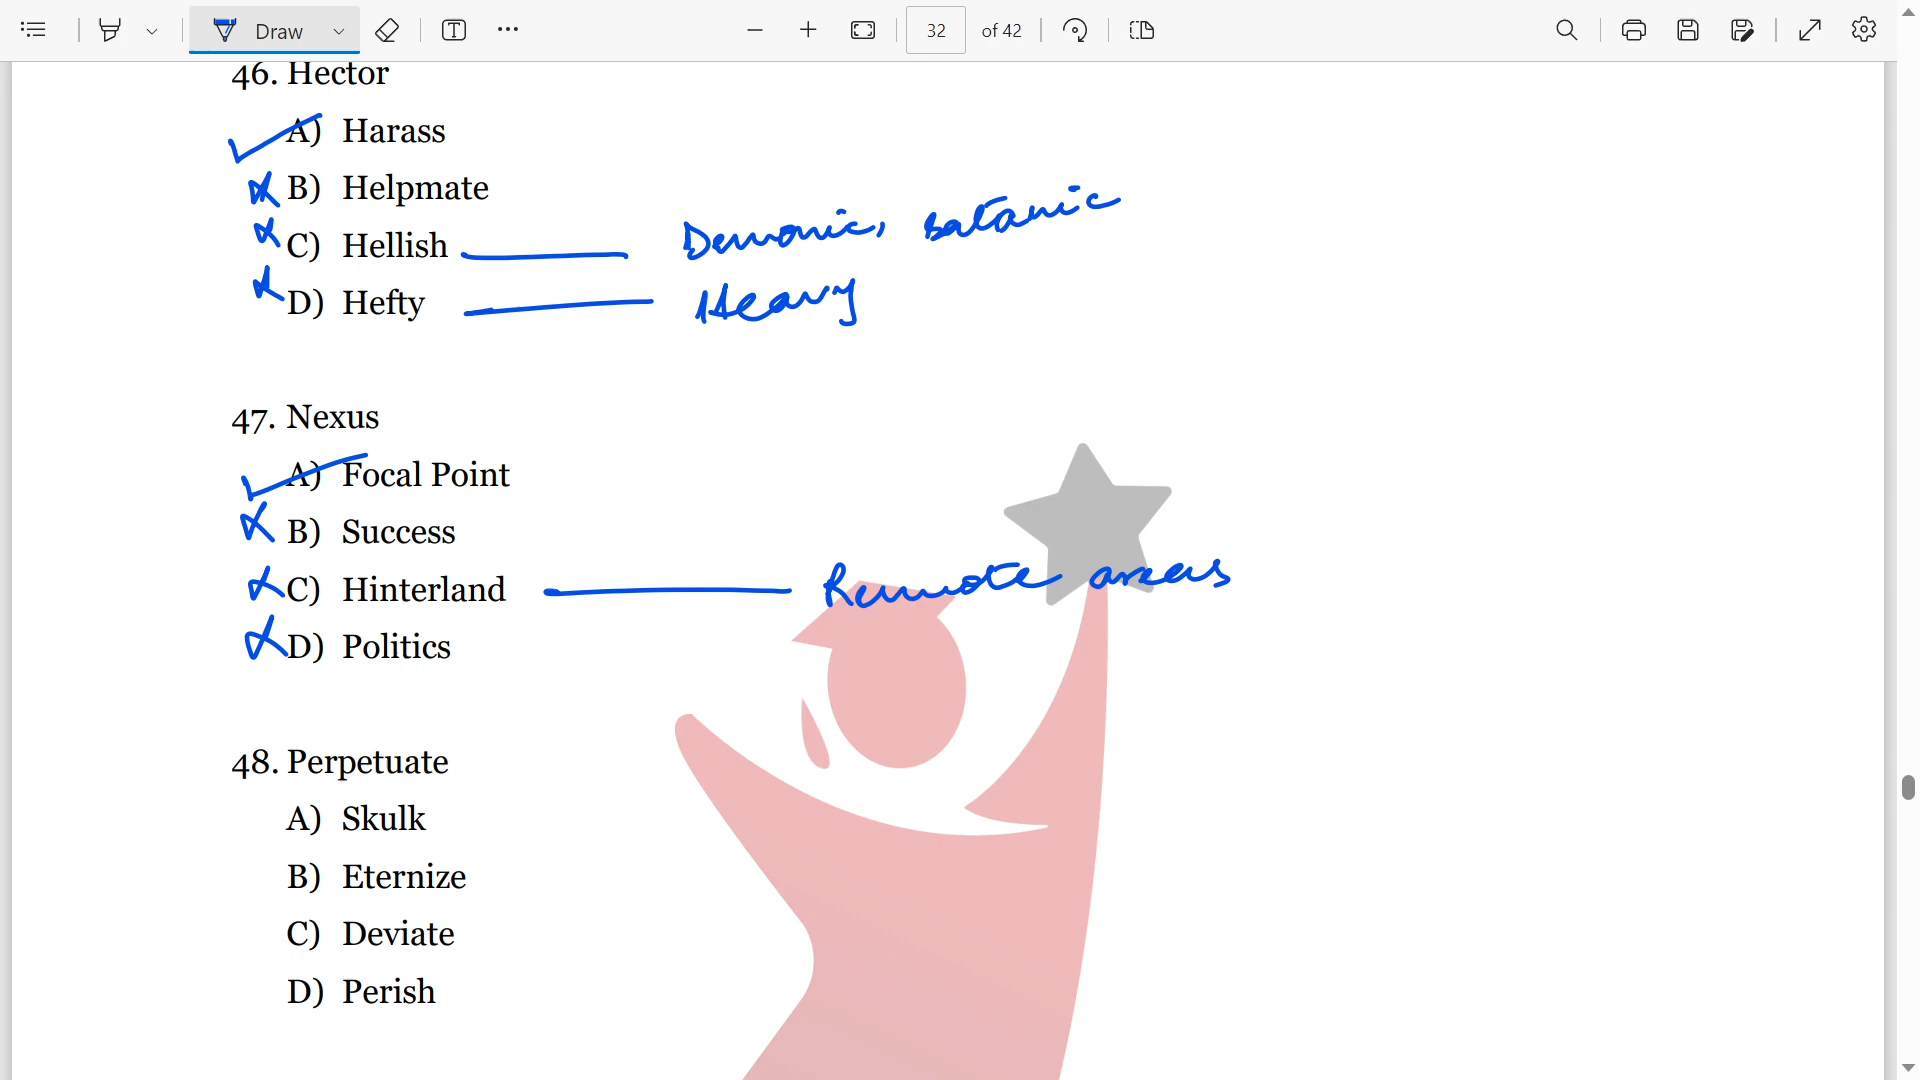 Draw
32 of 42
46. Hector
A) Harass
B) Helpmate
C) Hellish Demonic, satanic
D) Hefty Heavy
47. Nexus
A) Focal Point
B) Success
C) Hinterland Remote areas
D) Politics
48. Perpetuate
A) Skulk
B) Eternize
C) Deviate
D) Perish